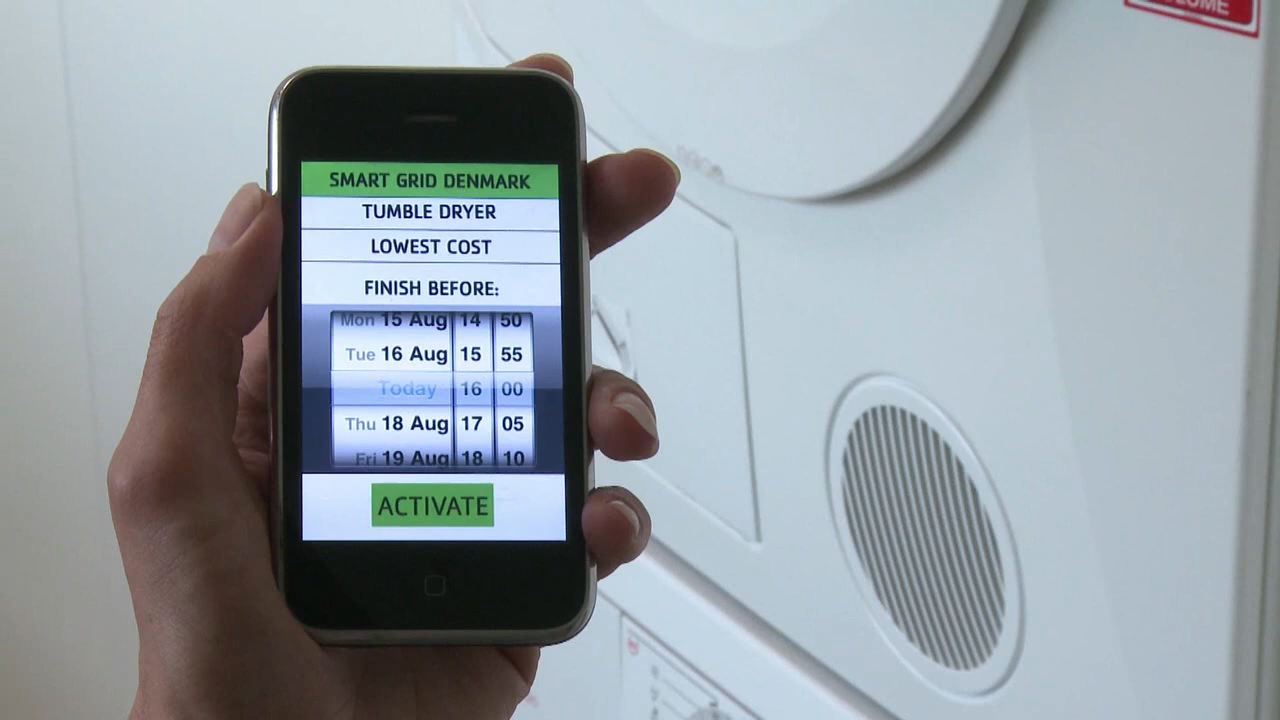 SMART GRID DENMARK
TUMBLE DRYER
LOWEST COST
FINISH BEFORE:
Mon 15 Aug 14 50
Tue 16 Aug 15 55
Today 16 00
Thu 18 Aug 17 05
Fri 19 Aug 18 10
ACTIVATE